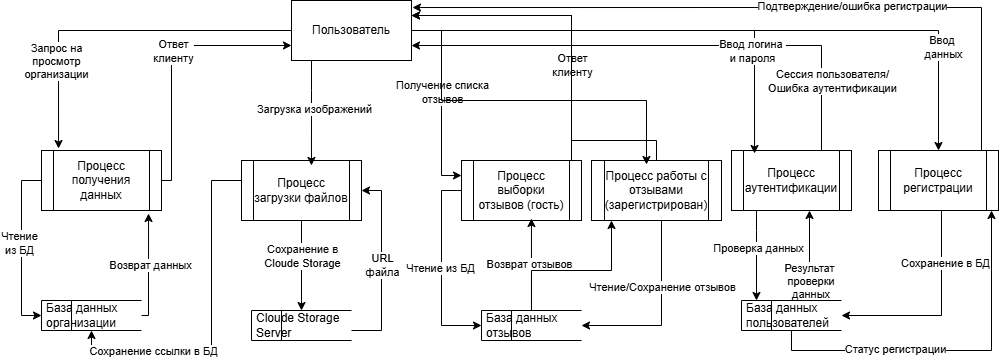 Пользователь
Подтверждение/ошибка регистрации
Запрос на
просмотр
организации
Ответ
клиенту
Ответ
клиенту
Ввод логина
и пароля
Ввод
данных
Сессия пользователя/
Ошибка аутентификации
Получение списка
отзывов
Загрузка изображений
Процесс
получения
данных
Процесс
загрузки файлов
Процесс
выборки
отзывов (гость)
Процесс работы с
отзывами
(зарегистрирован)
Процесс
аутентификации
Процесс
регистрации
Чтение
из БД
Возврат данных
Сохранение в
Cloude Storage
URL
файла
Чтение из БД
Возврат отзывов
Чтение/Сохранение отзывов
Проверка данных
Результат
проверки
данных
Сохранение в БД
База данных
организации
Cloude Storage
Server
База данных
отзывов
База данных
пользователей
Сохранение ссылки в БД
Статус регистрации